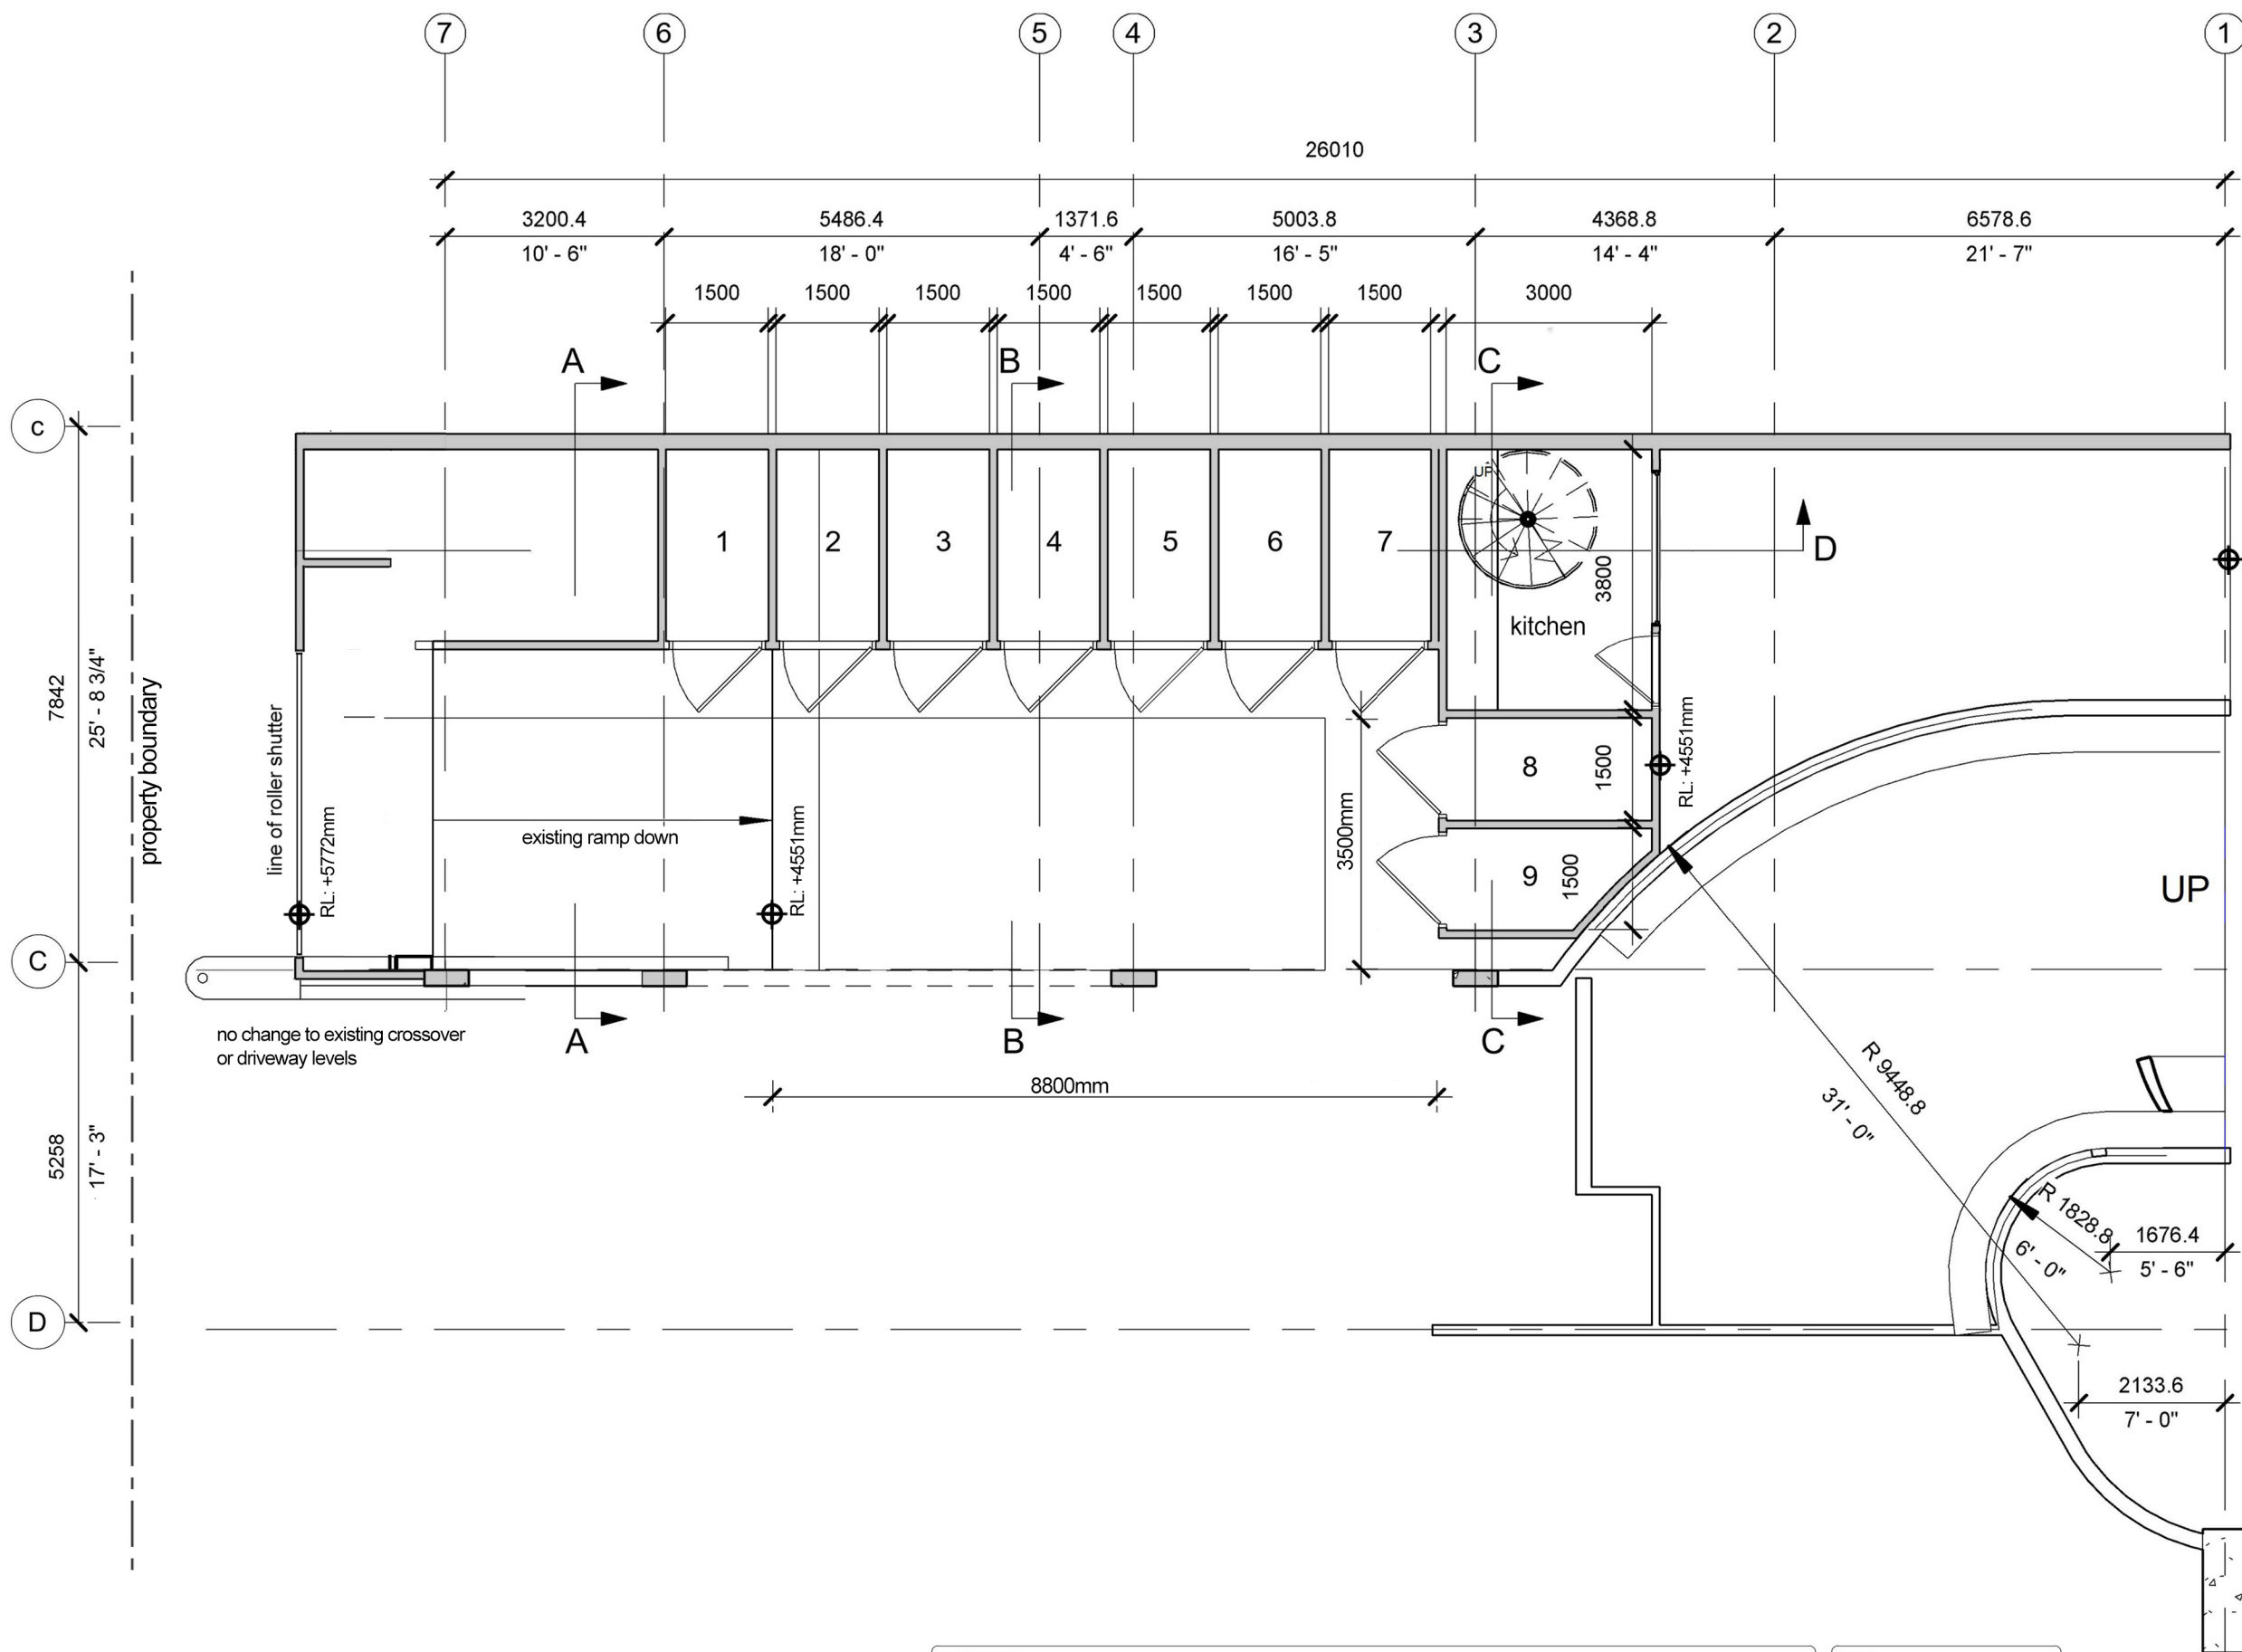 7 6 5 4 3 2 1
26010
3200.4 5486.4 1371.6 5003.8 4368.8 6578.6
10' - 6" 18' - 0" 4' - 6" 16' - 5" 14' - 4" 21' - 7"
1500 1500 1500 1500 1500 1500 1500 3000
A B C
c
UP
1 2 3 4 5 6 7
D
3800
kitchen
7842
25' - 8 3/4"
property boundary
line of roller shutter
RL: +5772mm
existing ramp down
RL: +4551mm
3500mm
8
1500
RL: +4551mm
9
1500
UP
C
no change to existing crossover
or driveway levels
A B C
8800mm
R 9448.8
31' - 0"
5258
17' - 3"
R 1828.8
6' - 0"
1676.4
5' - 6"
D
2133.6
7' - 0"